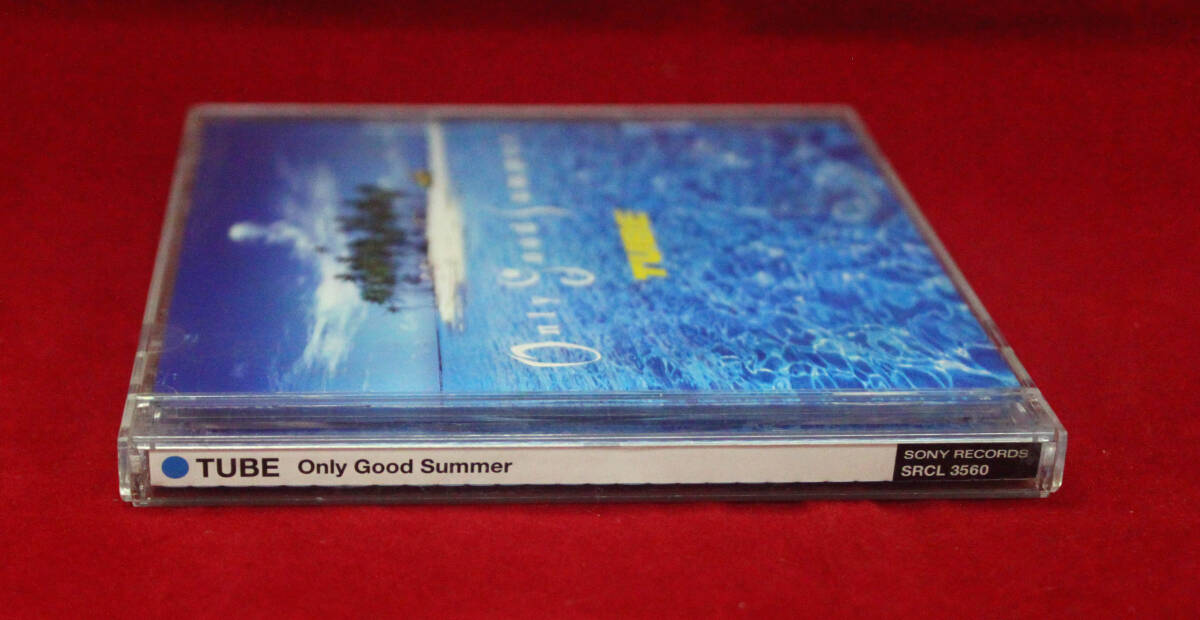 Only Good Summer
TUBE
TUBE Only Good Summer
SONY RECORDS
SRCL 3560